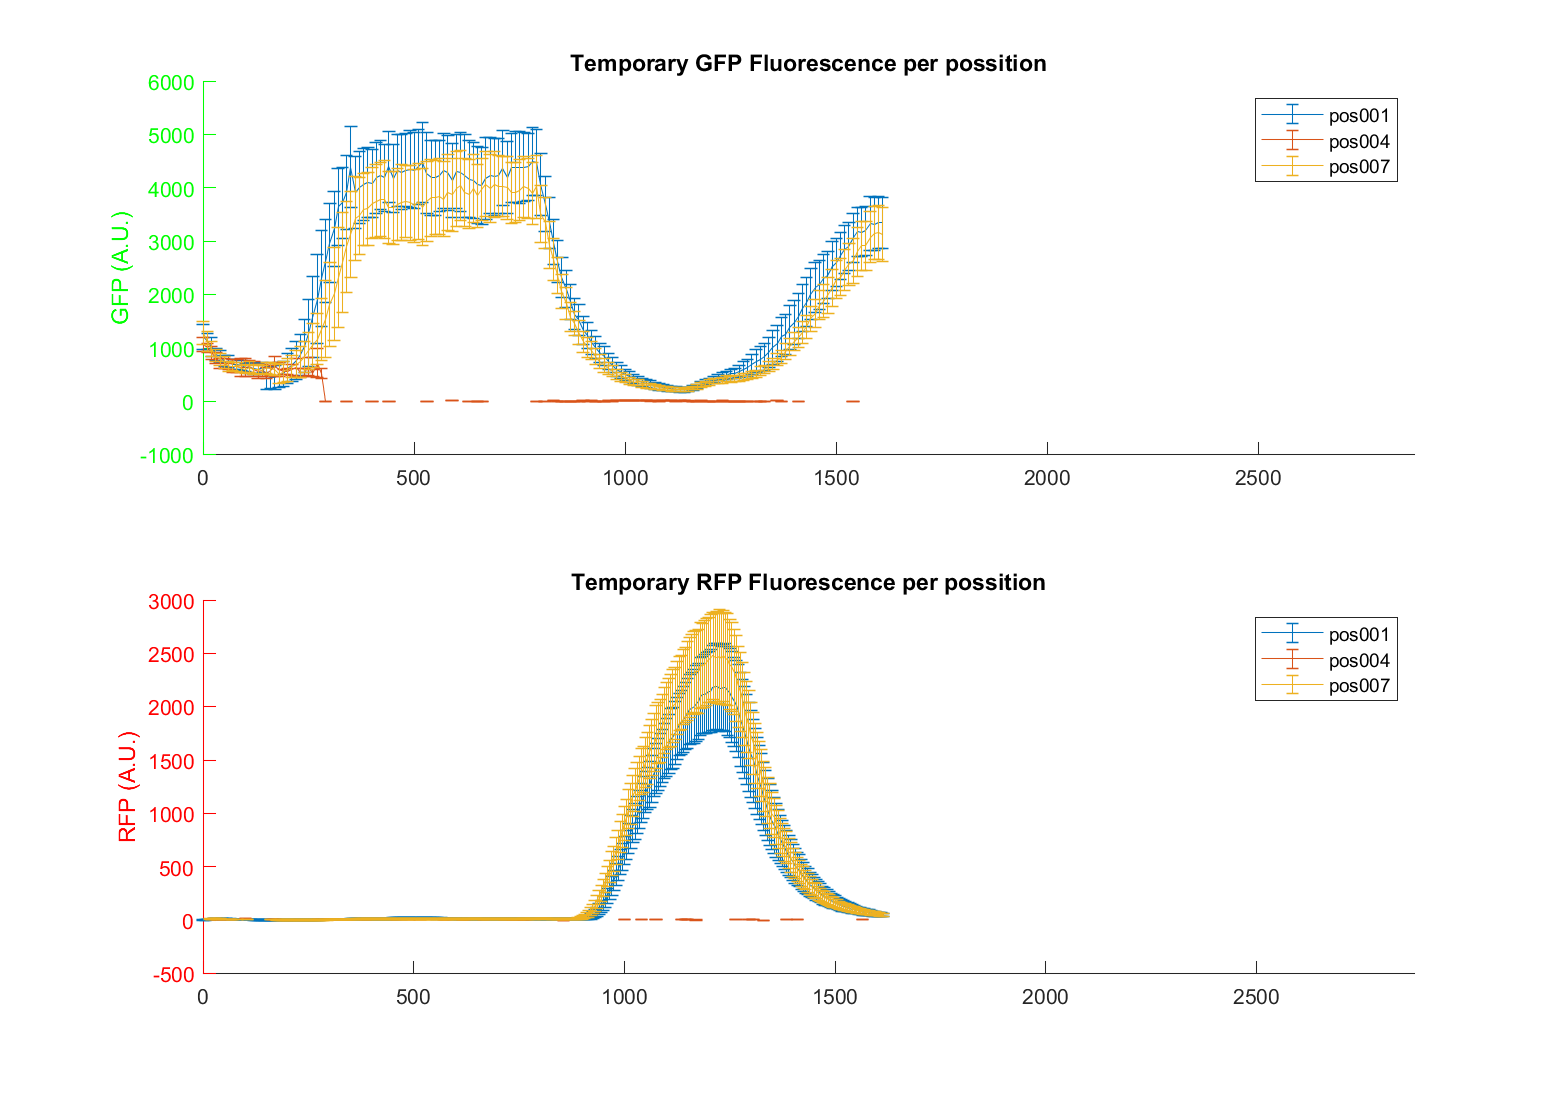 Temporary GFP Fluorescence per possition
6000
5000
4000
3000
2000
1000
0
-1000
GFP (A.U.)
0 500 1000 1500 2000 2500
pos001
pos004
pos007
Temporary RFP Fluorescence per possition
3000
2500
2000
1500
1000
500
0
-500
RFP (A.U.)
0 500 1000 1500 2000 2500
pos001
pos004
pos007